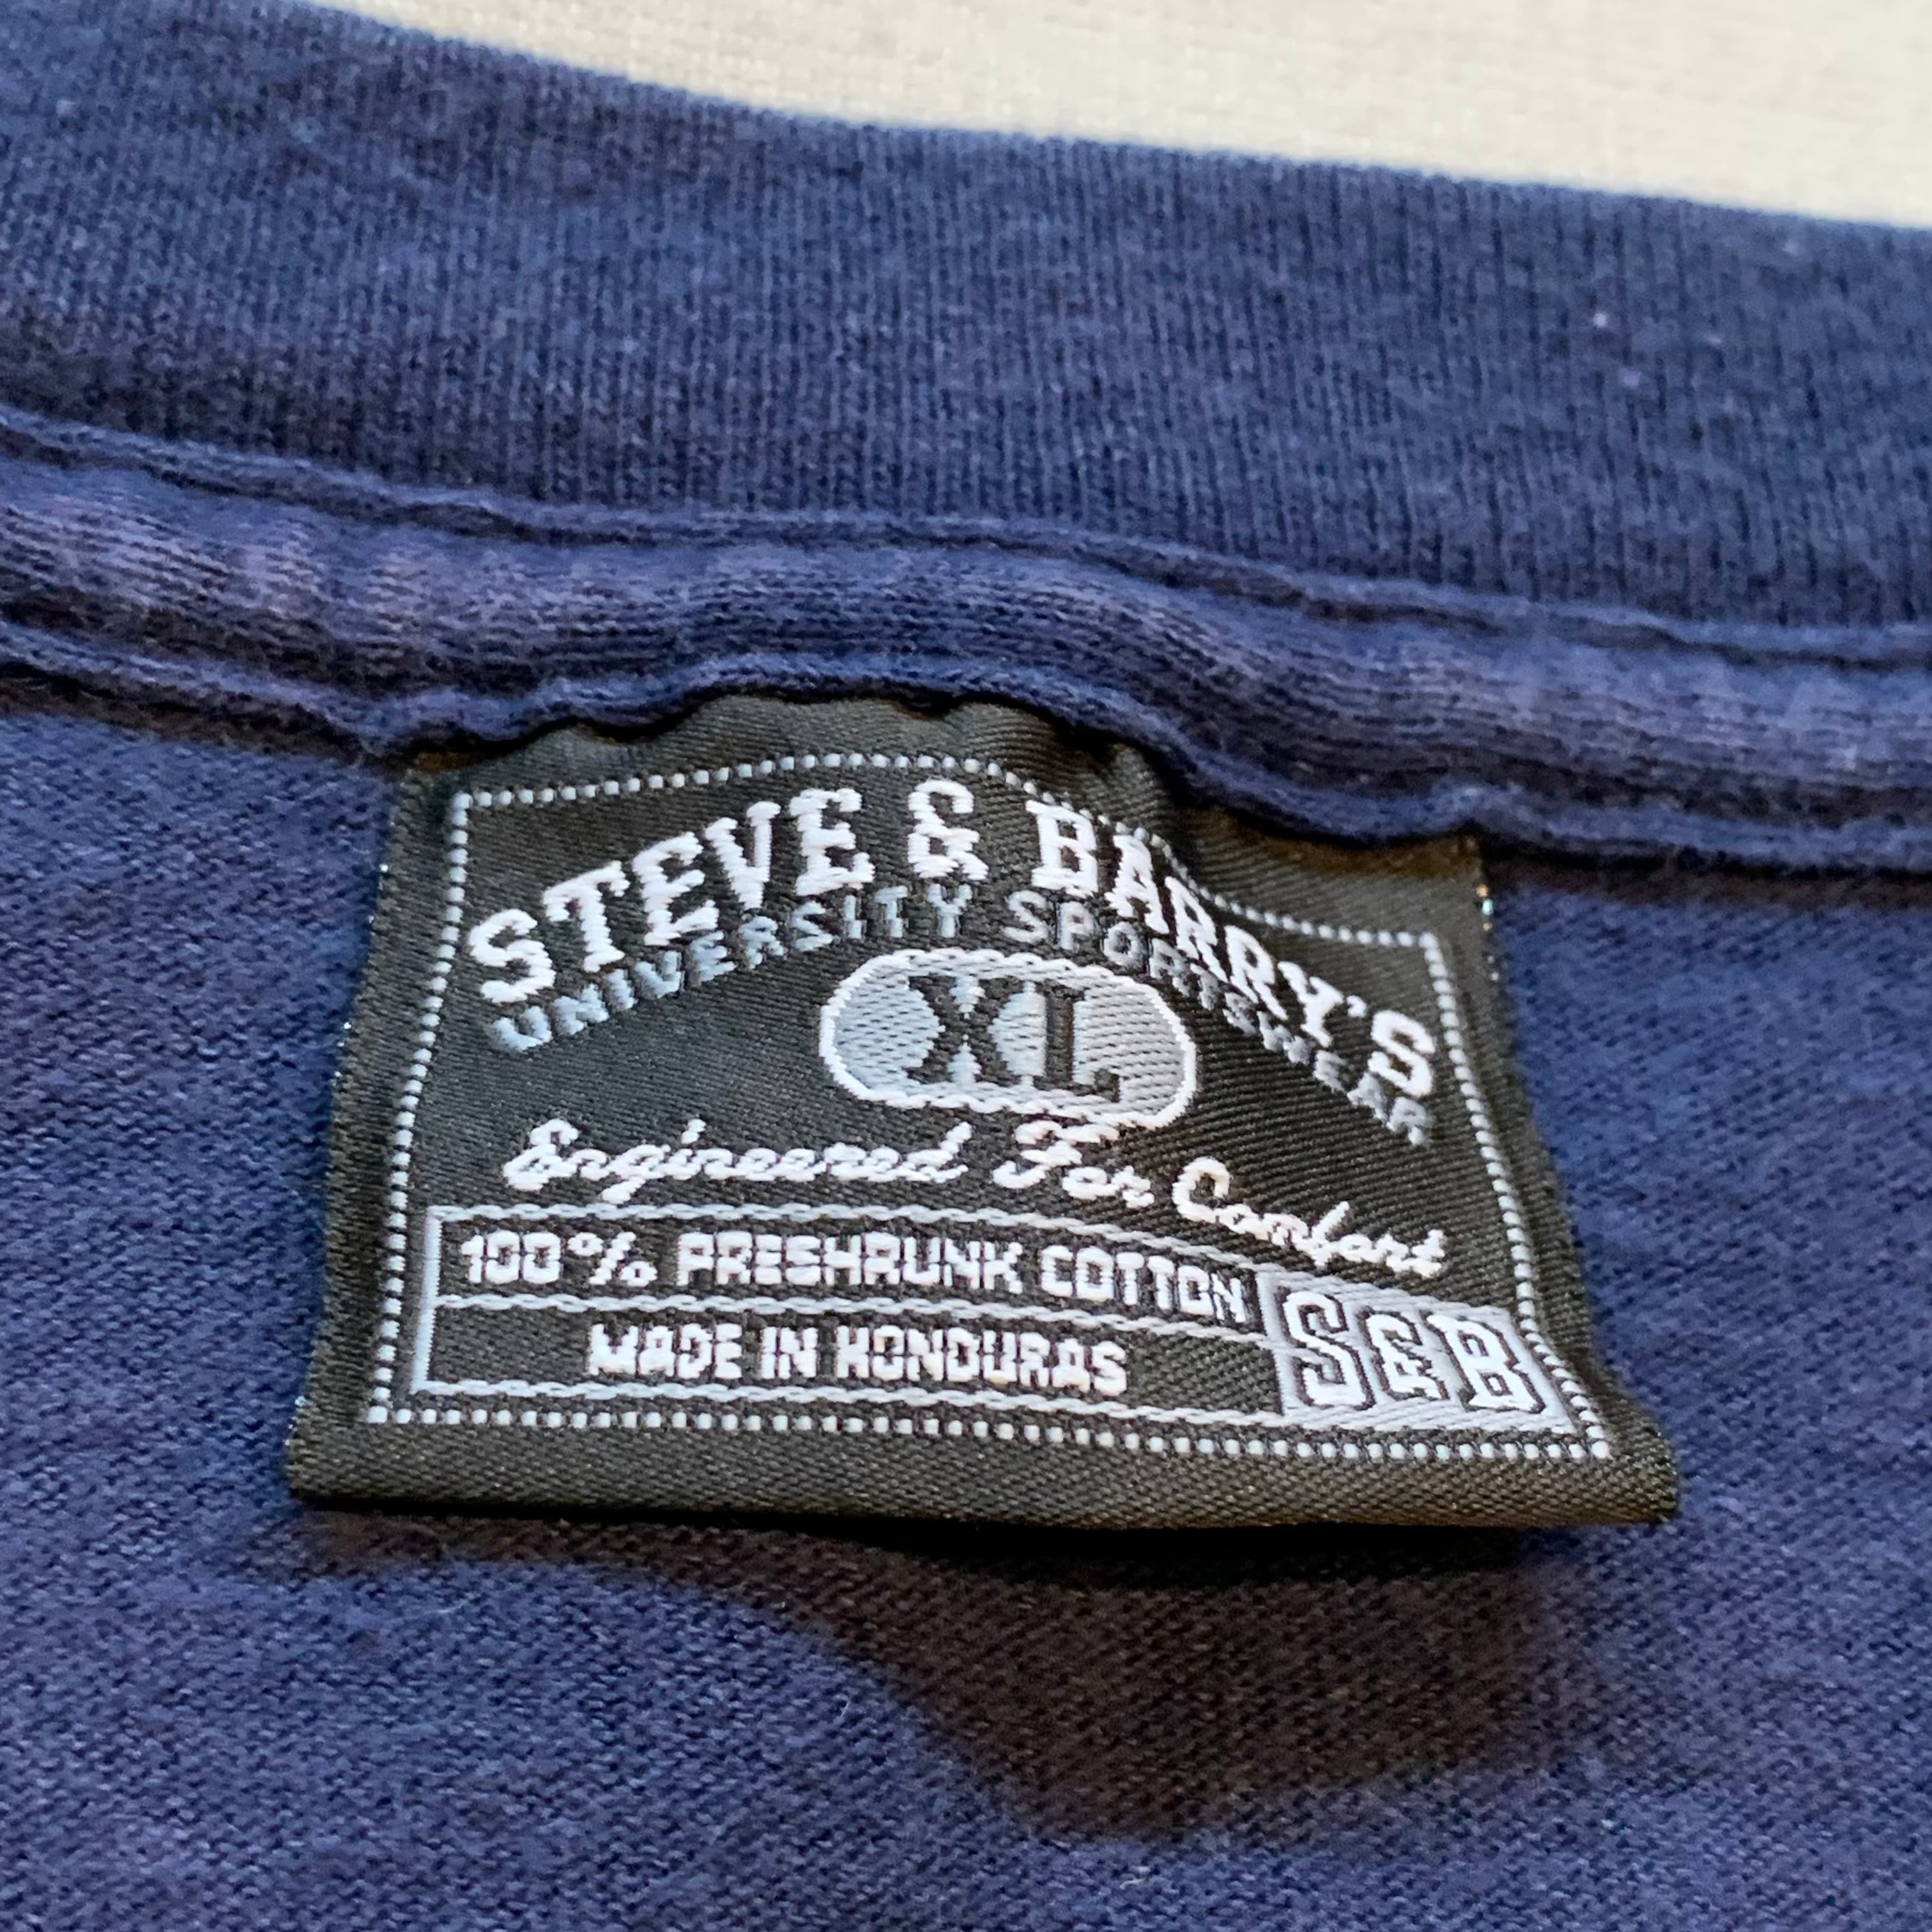 STEVE & BARRY'S
UNIVERSITY SPORTSWEAR
XL
Engineered For Comfort
100% PRESHRUNK COTTON
MADE IN HONDURAS
S&B